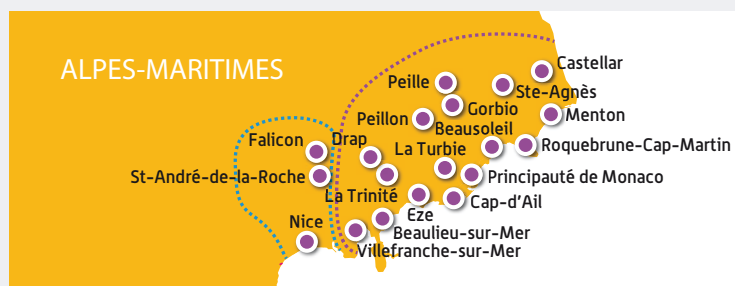 ALPES-MARITIMES
Castellar
Peille
Ste-Agnès
Gorbio
Menton
Peillon
Beausoleil
Falicon
Drap
La Turbie
Roquebrune-Cap-Martin
St-André-de-la-Roche
Principauté de Monaco
La Trinité
Cap-d'Ail
Eze
Nice
Beaulieu-sur-Mer
Villefranche-sur-Mer